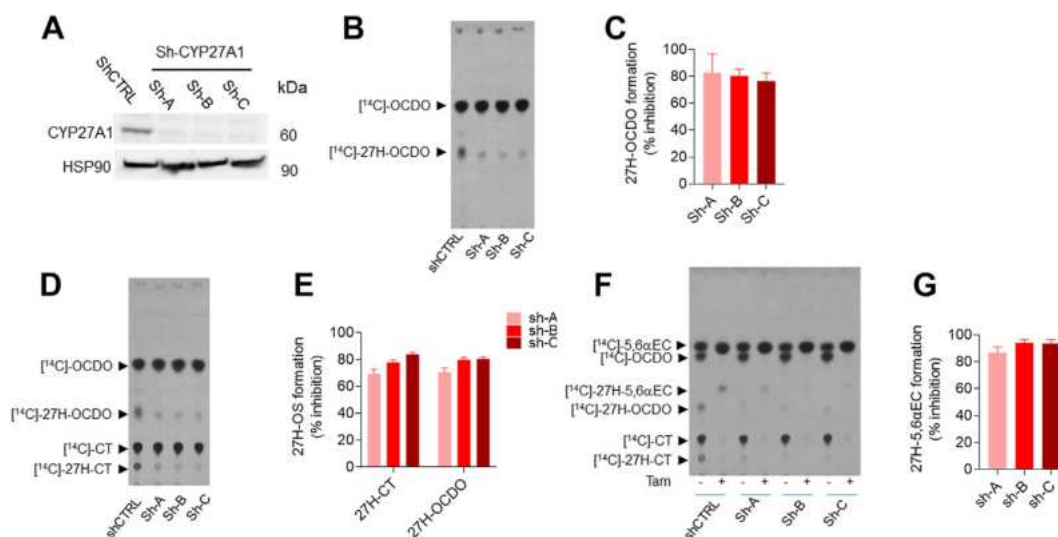 A
Sh-CYP27A1
ShCTRL
Sh-A
Sh-B
Sh-C
kDa
CYP27A1
60
HSP90
90
B
[¹⁴C]-OCDO
[¹⁴C]-27H-OCDO
shCTRL
Sh-A
Sh-B
Sh-C
C
27H-OCDO formation
(% inhibition)
100
80
60
40
20
0
Sh-A
Sh-B
Sh-C
D
[¹⁴C]-OCDO
[¹⁴C]-27H-OCDO
[¹⁴C]-CT
[¹⁴C]-27H-CT
shCTRL
Sh-A
Sh-B
Sh-C
E
27H-OS formation
(% inhibition)
100
80
60
40
20
0
27H-CT
27H-OCDO
sh-A
sh-B
sh-C
F
[¹⁴C]-5,6αEC
[¹⁴C]-OCDO
[¹⁴C]-27H-5,6αEC
[¹⁴C]-27H-OCDO
[¹⁴C]-CT
[¹⁴C]-27H-CT
Tam - + - + - + - +
shCTRL
Sh-A
Sh-B
Sh-C
G
27H-5,6αEC formation
(% inhibition)
100
80
60
40
20
0
sh-A
sh-B
sh-C